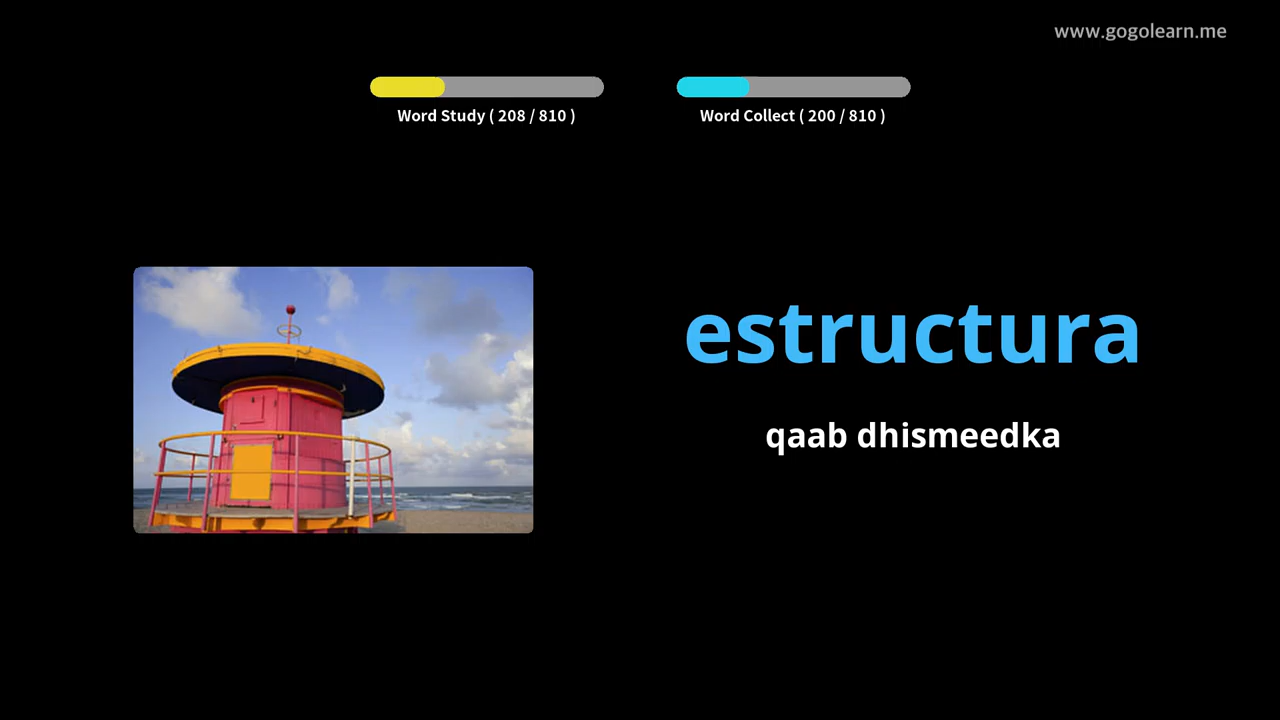 www.gogolearn.me
Word Study ( 208 / 810 )
Word Collect ( 200 / 810 )
estructura
qaab dhismeedka